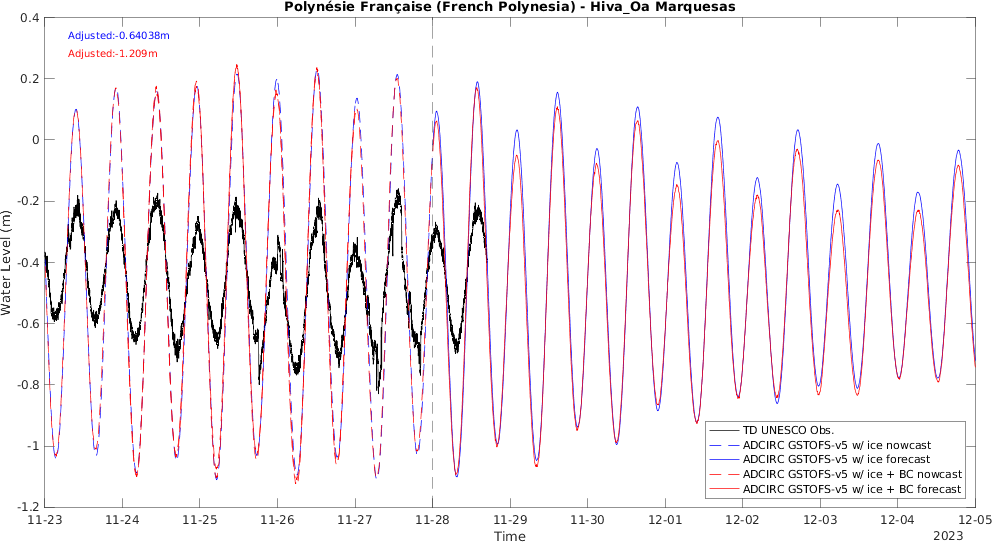 Polynésie Française (French Polynesia) - Hiva_Oa Marquesas
Adjusted:-0.64038m
Adjusted:-1.209m
Water Level (m)
0.4
0.2
0
-0.2
-0.4
-0.6
-0.8
-1
-1.2
TD UNESCO Obs.
ADCIRC GSTOFS-v5 w/ ice nowcast
ADCIRC GSTOFS-v5 w/ ice forecast
ADCIRC GSTOFS-v5 w/ ice + BC nowcast
ADCIRC GSTOFS-v5 w/ ice + BC forecast
11-23 11-24 11-25 11-26 11-27 11-28 11-29 11-30 12-01 12-02 12-03 12-04 12-05
Time
2023